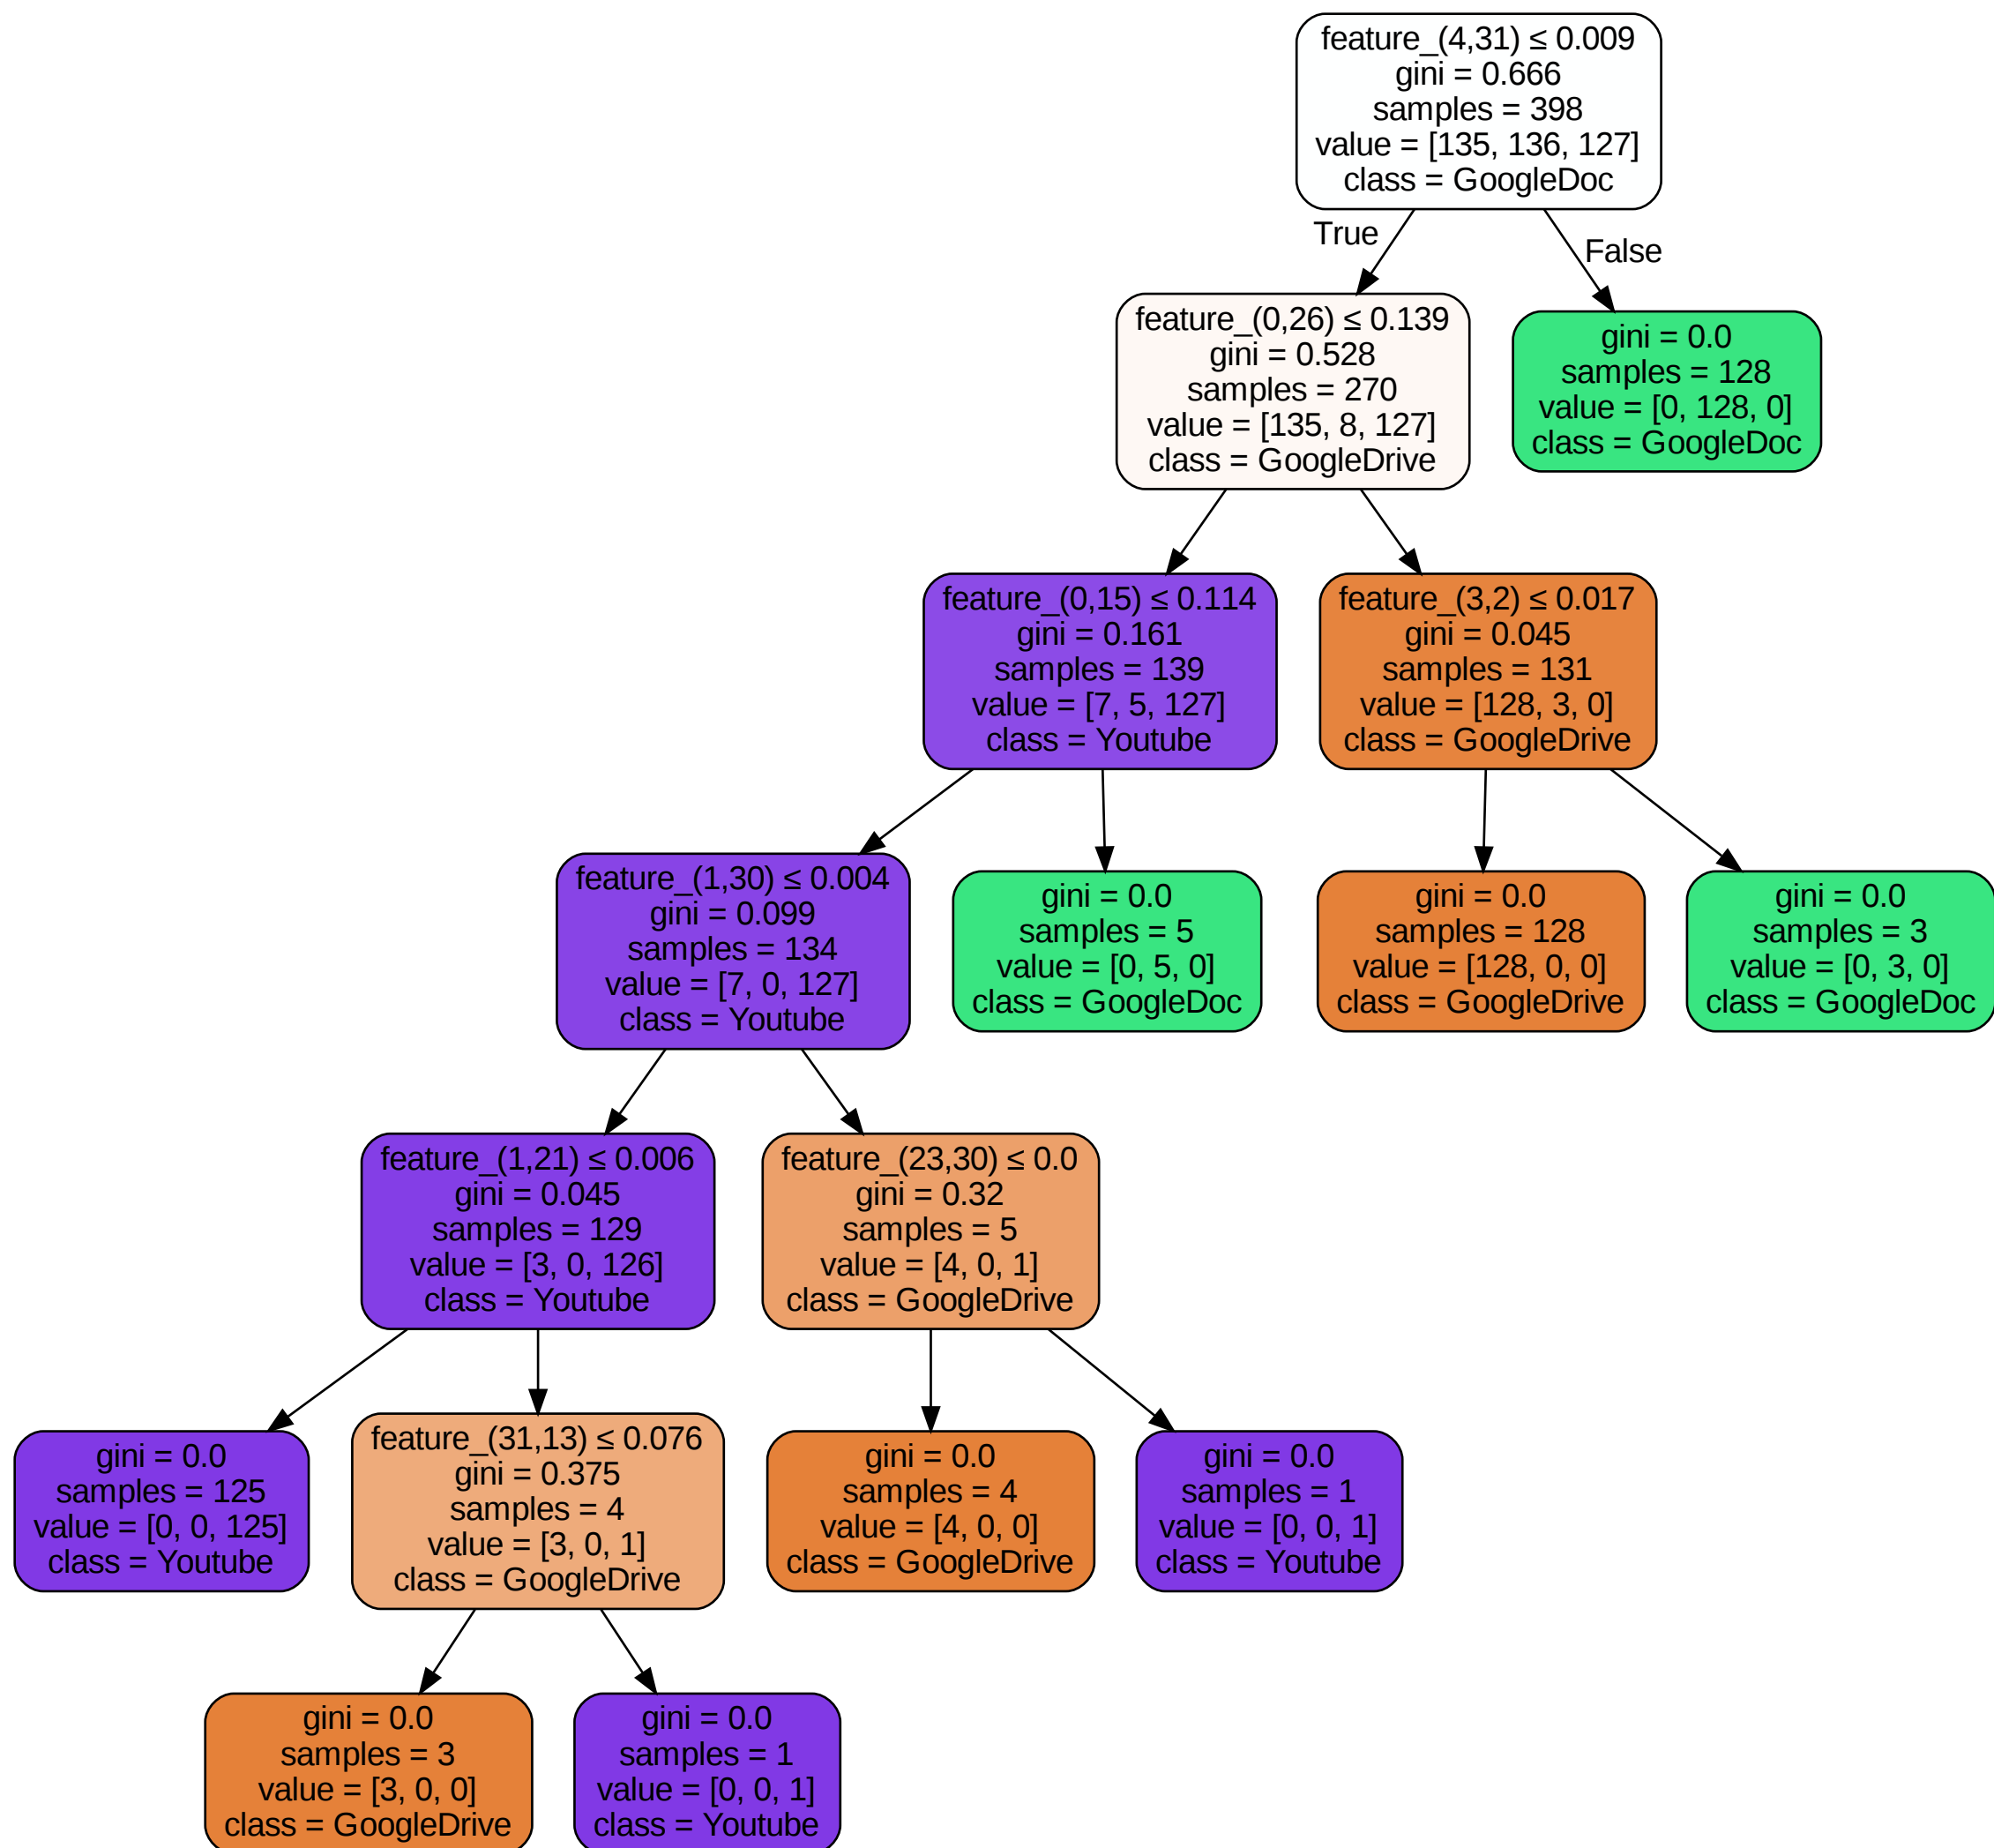 feature_(4,31) ≤ 0.009
gini = 0.666
samples = 398
value = [135, 136, 127]
class = GoogleDoc
True
False
feature_(0,26) ≤ 0.139
gini = 0.528
samples = 270
value = [135, 8, 127]
class = GoogleDrive
gini = 0.0
samples = 128
value = [0, 128, 0]
class = GoogleDoc
feature_(0,15) ≤ 0.114
gini = 0.161
samples = 139
value = [7, 5, 127]
class = Youtube
feature_(3,2) ≤ 0.017
gini = 0.045
samples = 131
value = [128, 3, 0]
class = GoogleDrive
feature_(1,30) ≤ 0.004
gini = 0.099
samples = 134
value = [7, 0, 127]
class = Youtube
gini = 0.0
samples = 5
value = [0, 5, 0]
class = GoogleDoc
gini = 0.0
samples = 128
value = [128, 0, 0]
class = GoogleDrive
gini = 0.0
samples = 3
value = [0, 3, 0]
class = GoogleDoc
feature_(1,21) ≤ 0.006
gini = 0.045
samples = 129
value = [3, 0, 126]
class = Youtube
feature_(23,30) ≤ 0.0
gini = 0.32
samples = 5
value = [4, 0, 1]
class = GoogleDrive
gini = 0.0
samples = 125
value = [0, 0, 125]
class = Youtube
feature_(31,13) ≤ 0.076
gini = 0.375
samples = 4
value = [3, 0, 1]
class = GoogleDrive
gini = 0.0
samples = 4
value = [4, 0, 0]
class = GoogleDrive
gini = 0.0
samples = 1
value = [0, 0, 1]
class = Youtube
gini = 0.0
samples = 3
value = [3, 0, 0]
class = GoogleDrive
gini = 0.0
samples = 1
value = [0, 0, 1]
class = Youtube